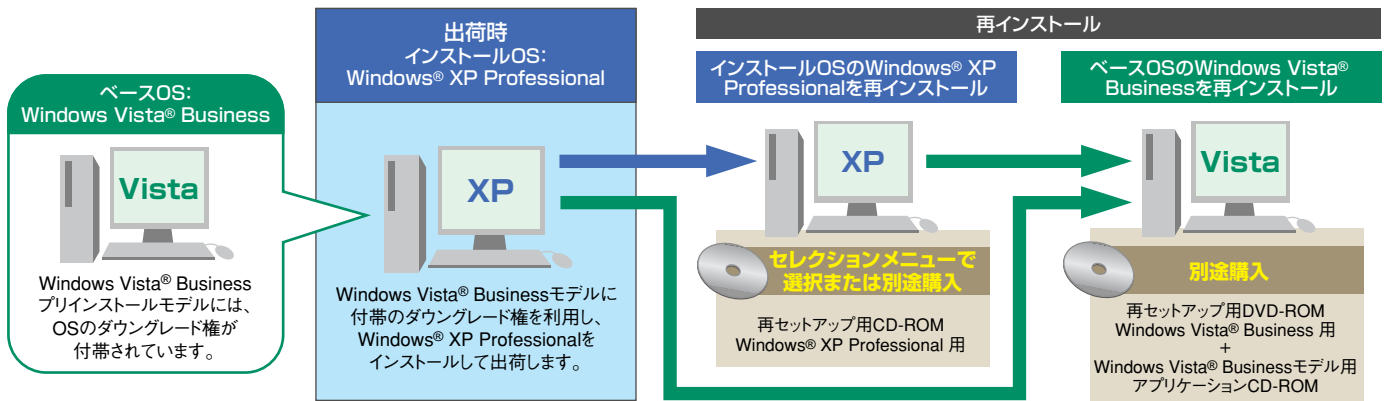 ベースOS:
Windows Vista® Business
Vista
Windows Vista® Business
プリインストールモデルには、
OSのダウングレード権が
付帯されています。
出荷時
インストールOS:
Windows® XP Professional
XP
Windows Vista® Businessモデルに
付帯のダウングレード権を利用し、
Windows® XP Professionalを
インストールして出荷します。
再インストール
インストールOSのWindows® XP
Professionalを再インストール
XP
セレクションメニューで
選択または別途購入
再セットアップ用CD-ROM
Windows® XP Professional 用
ベースOSのWindows Vista®
Businessを再インストール
Vista
別途購入
再セットアップ用DVD-ROM
Windows Vista® Business 用
+
Windows Vista® Businessモデル用
アプリケーションCD-ROM